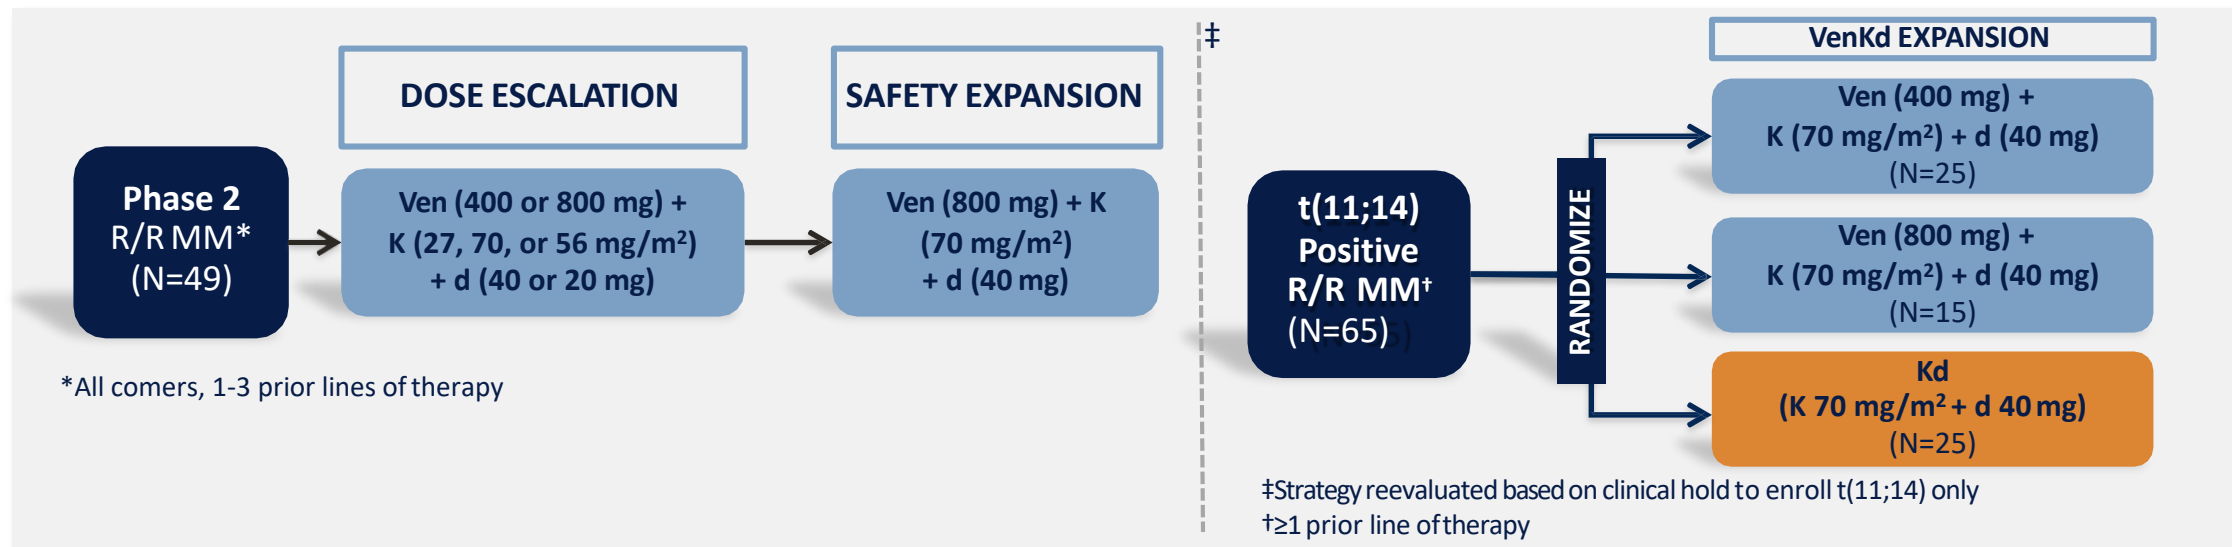 DOSE ESCALATION
SAFETY EXPANSION
Phase 2
R/R MM*
(N=49)
Ven (400 or 800 mg) +
K (27, 70, or 56 mg/m²)
+ d (40 or 20 mg)
Ven (800 mg) + K
(70 mg/m²)
+ d (40 mg)
*All comers, 1-3 prior lines of therapy
‡
VenKd EXPANSION
t(11;14)
Positive
R/R MM†
(N=65)
RANDOMIZE
Ven (400 mg) +
K (70 mg/m²) + d (40 mg)
(N=25)
Ven (800 mg) +
K (70 mg/m²) + d (40 mg)
(N=15)
Kd
(K 70 mg/m² + d 40 mg)
(N=25)
‡Strategy reevaluated based on clinical hold to enroll t(11;14) only
†≥1 prior line of therapy